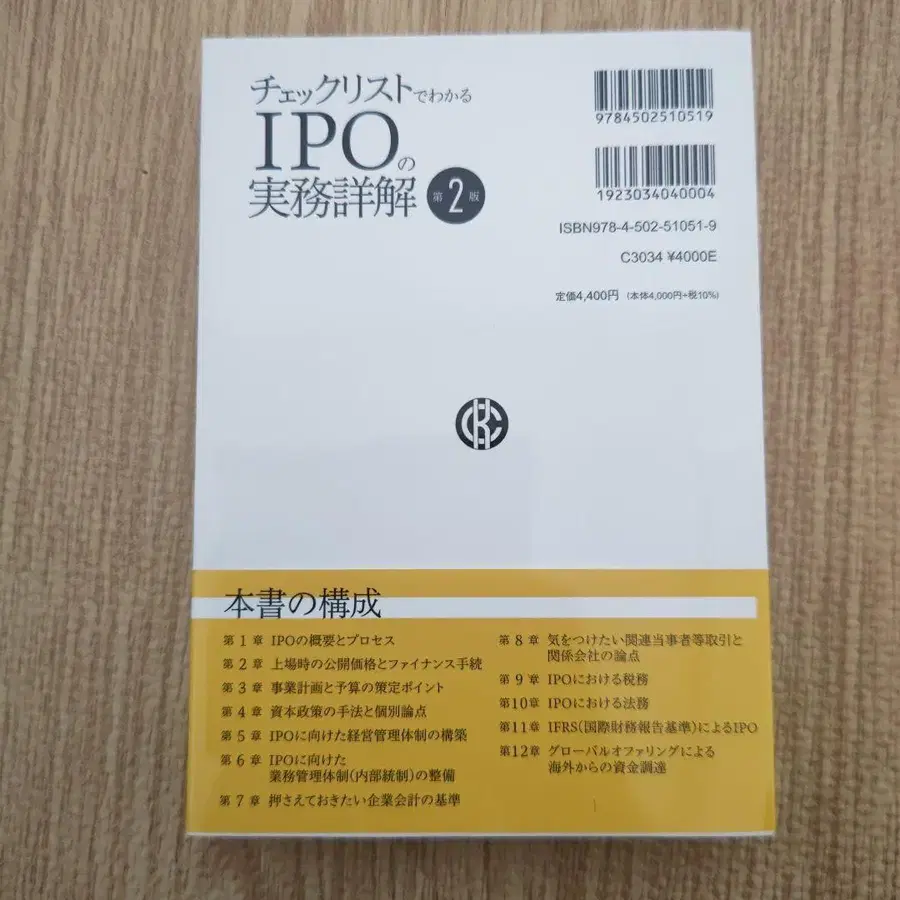 チェックリストでわかる
IPOの
実務詳解 第2版
9784502510519
1923034040004
ISBN978-4-502-51051-9
C3034 ¥4000E
定価4,400円 (本体4,000円+税10%)
本書の構成
第1章 IPOの概要とプロセス
第2章 上場時の公開価格とファイナンス手続
第3章 事業計画と予算の策定ポイント
第4章 資本政策の手法と個別論点
第5章 IPOに向けた経営管理体制の構築
第6章 IPOに向けた
業務管理体制(内部統制)の整備
第7章 押さえておきたい企業会計の基準
第8章 気をつけたい関連当事者等取引と
関係会社の論点
第9章 IPOにおける税務
第10章 IPOにおける法務
第11章 IFRS(国際財務報告基準)によるIPO
第12章 グローバルオファリングによる
海外からの資金調達